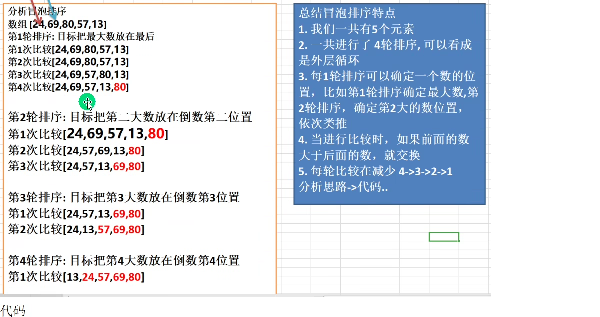 分析冒泡排序
数组 [24,69,80,57,13]
第1轮排序: 目标把最大数放在最后
第1次比较[24,69,80,57,13]
第2次比较[24,69,80,57,13]
第3次比较[24,69,57,80,13]
第4次比较[24,69,57,13,80]
第2轮排序: 目标把第二大数放在倒数第二位置
第1次比较[24,69,57,13,80]
第2次比较[24,57,69,13,80]
第3次比较[24,57,13,69,80]
第3轮排序: 目标把第3大数放在倒数第3位置
第1次比较[24,57,13,69,80]
第2次比较[24,13,57,69,80]
第4轮排序: 目标把第4大数放在倒数第4位置
第1次比较[13,24,57,69,80]
总结冒泡排序特点
1. 我们一共有5个元素
2. 一共进行了 4轮排序, 可以看成
是外层循环
3. 每1轮排序可以确定一个数的位
置，比如第1轮排序确定最大数,第
2轮排序，确定第2大的数位置，
依次类推
4. 当进行比较时，如果前面的数
大于后面的数，就交换
5. 每轮比较在减少 4->3->2->1
分析思路->代码..
代码